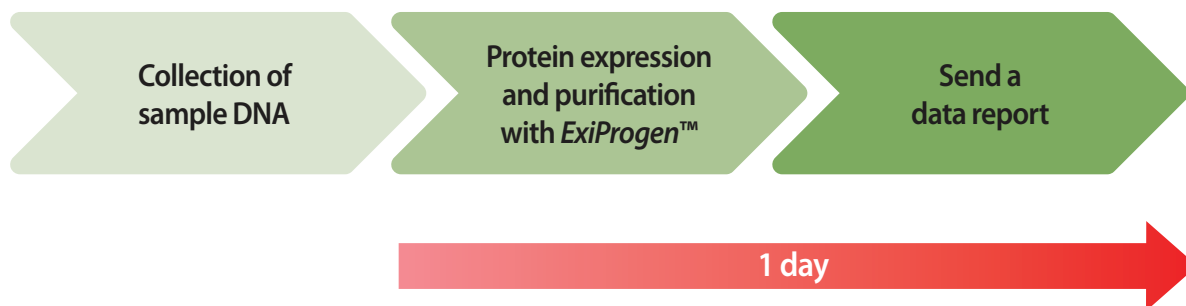 Collection of
sample DNA
Protein expression
and purification
with ExiProgen™
Send a
data report
1 day